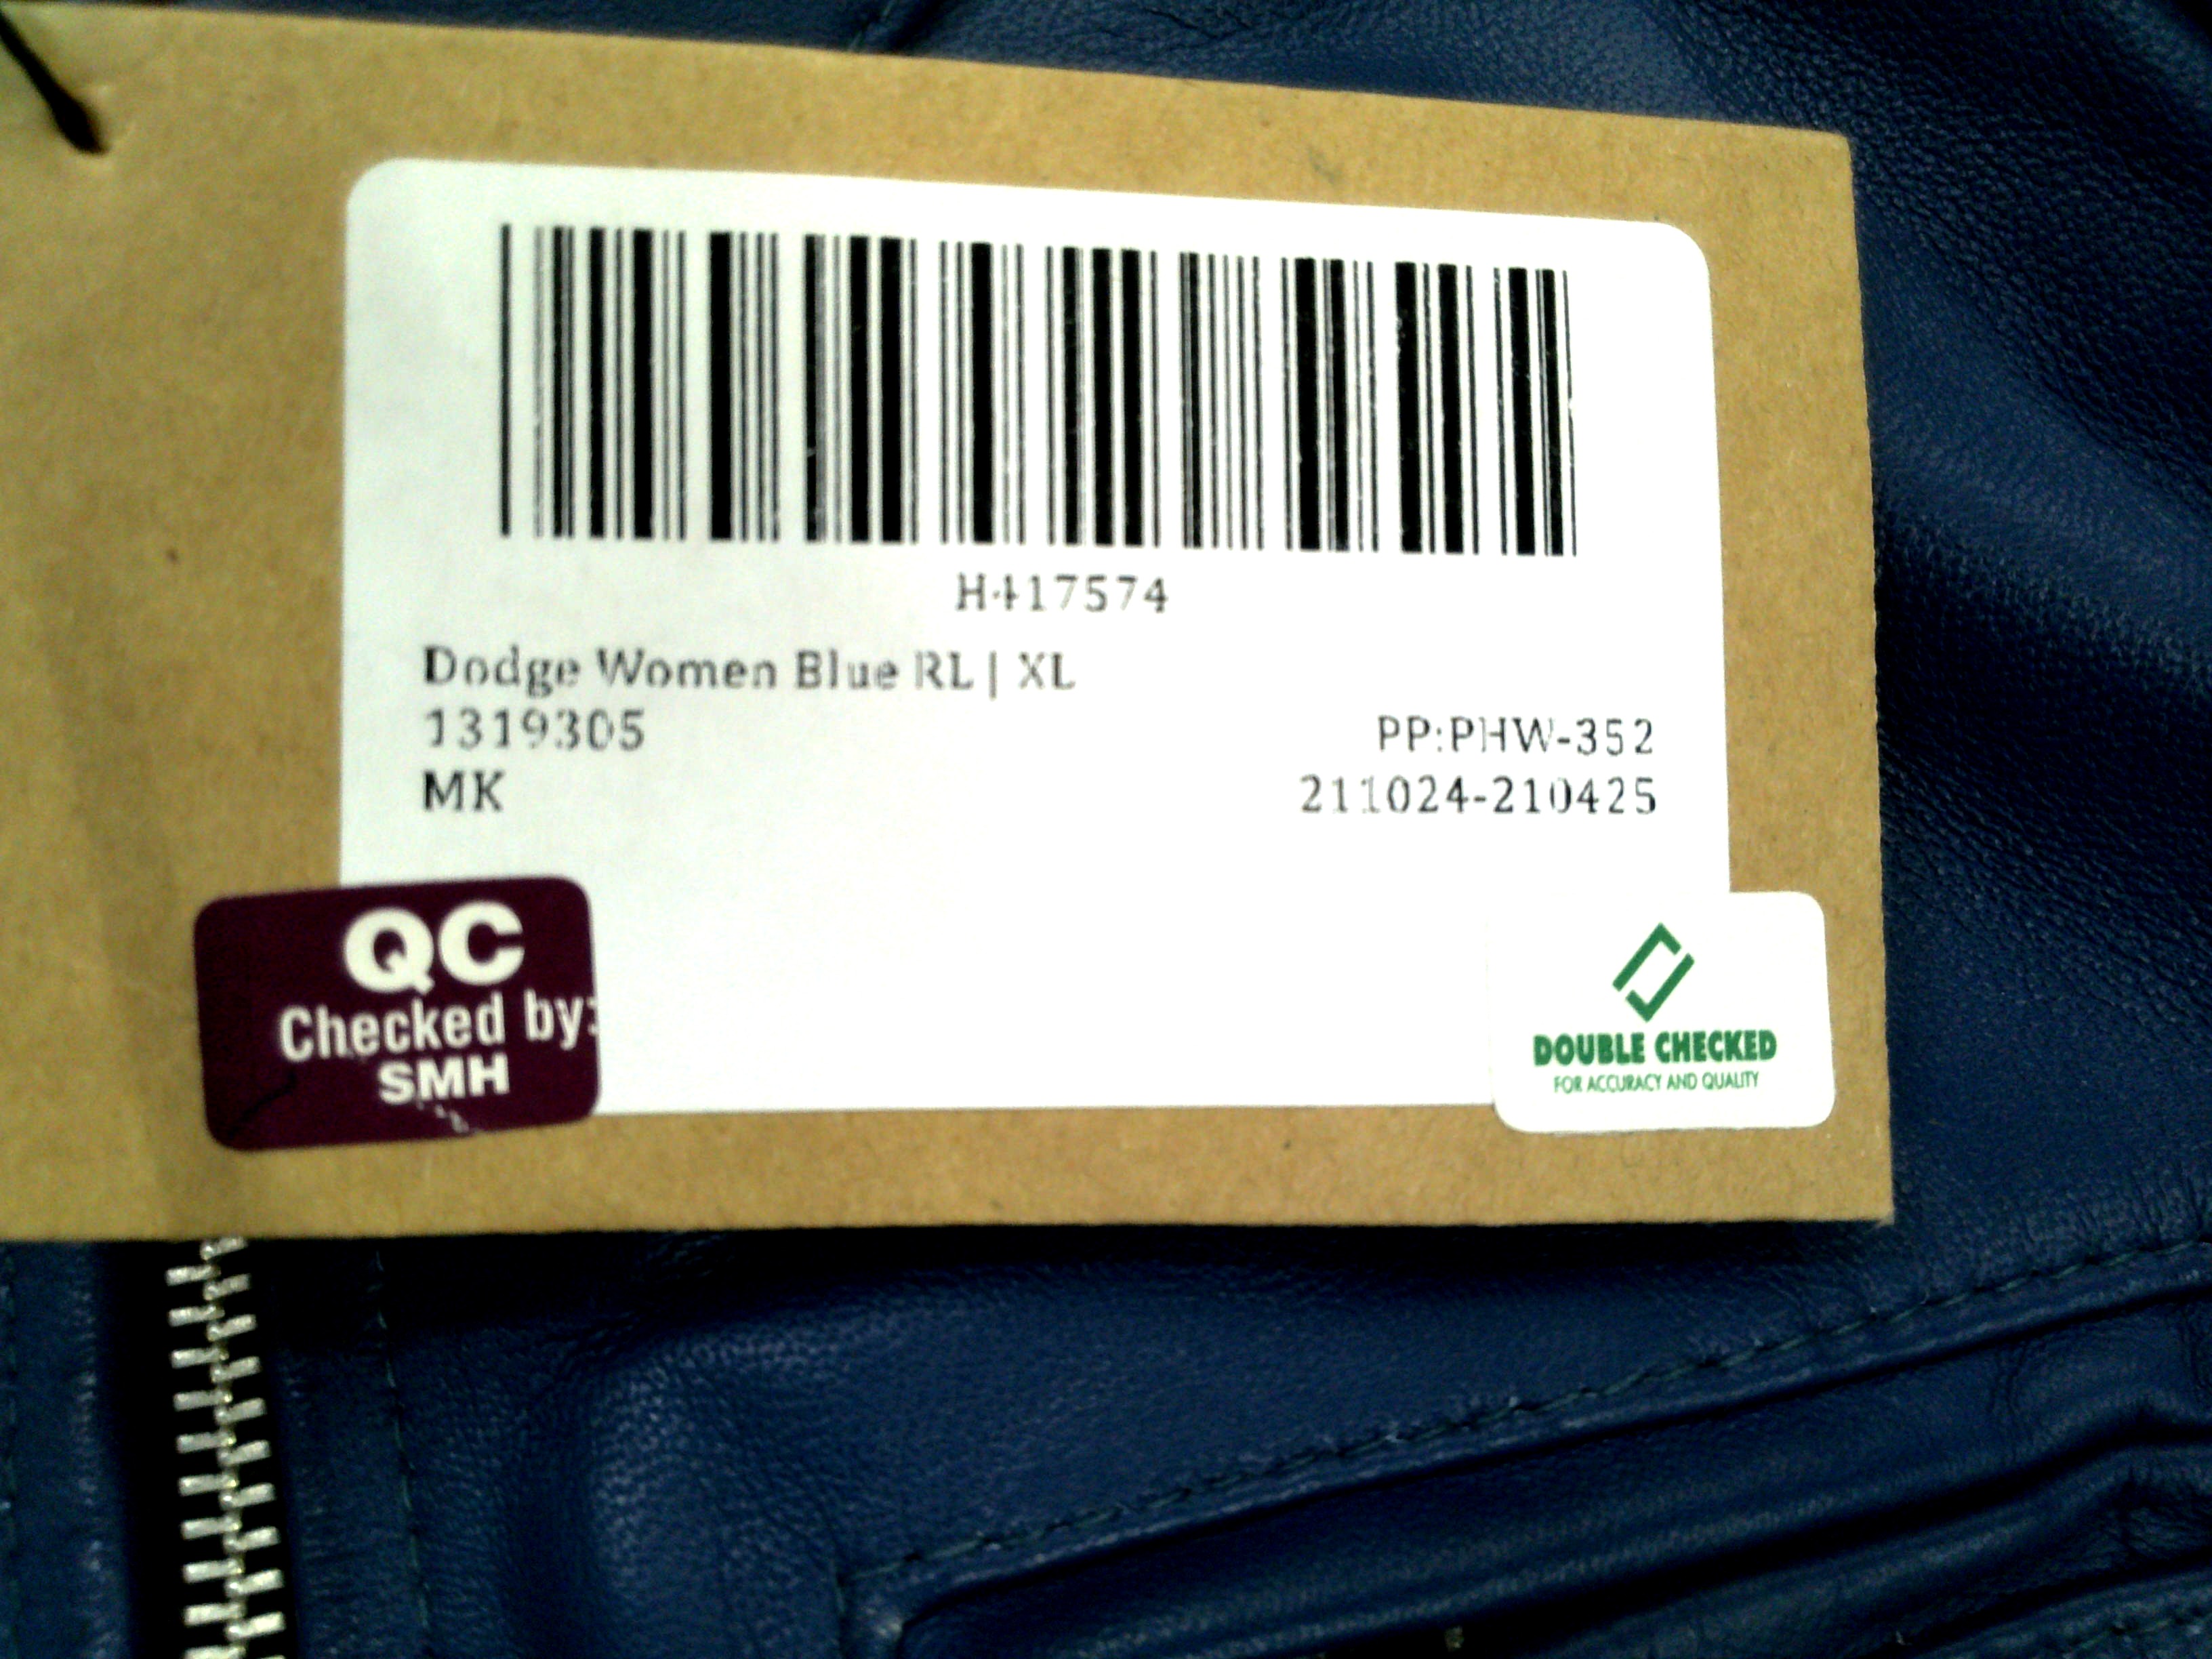 H417574
Dodge Women Blue RL | XL
1319305
PP:PHW-352
MK
211024-210425
QC
Checked by:
SMH
DOUBLE CHECKED
FOR ACCURACY AND QUALITY